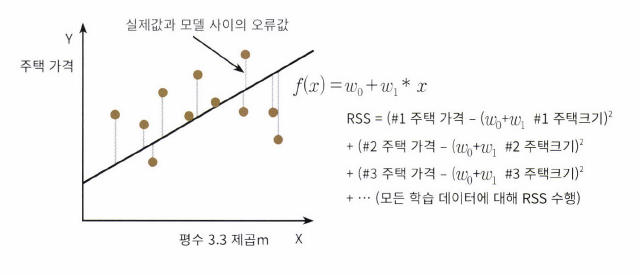 실제값과 모델 사이의 오류값
Y
주택 가격
f(x) = w₀ + w₁ * x
RSS = (#1 주택 가격 – (w₀+w₁ #1 주택크기)²
+ (#2 주택 가격 – (w₀+w₁ #2 주택크기)²
+ (#3 주택 가격 – (w₀+w₁ #3 주택크기)²
+ ··· (모든 학습 데이터에 대해 RSS 수행)
평수 3.3 제곱m X